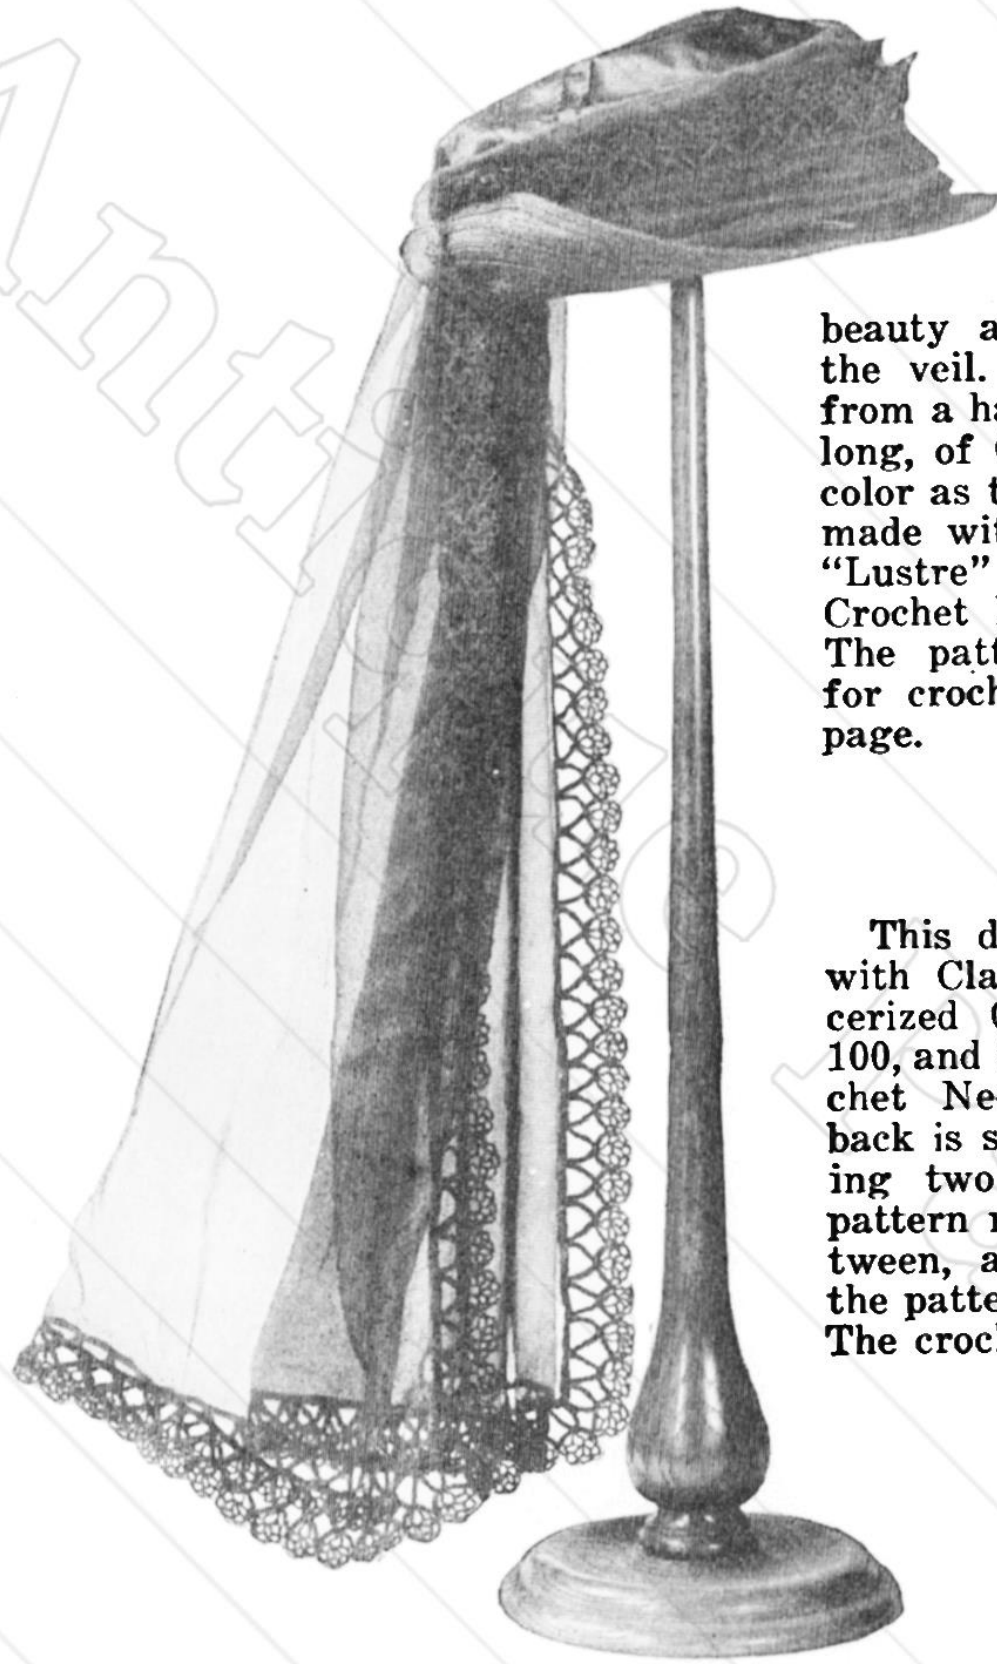 beauty a
the veil.
from a ha
long, of
color as t
made wit
“Lustre”
Crochet
The patt
for croch
page.
This d
with Cla
cerized
100, and
chet Ne
back is s
ing two
pattern r
tween, a
the patte
The croc